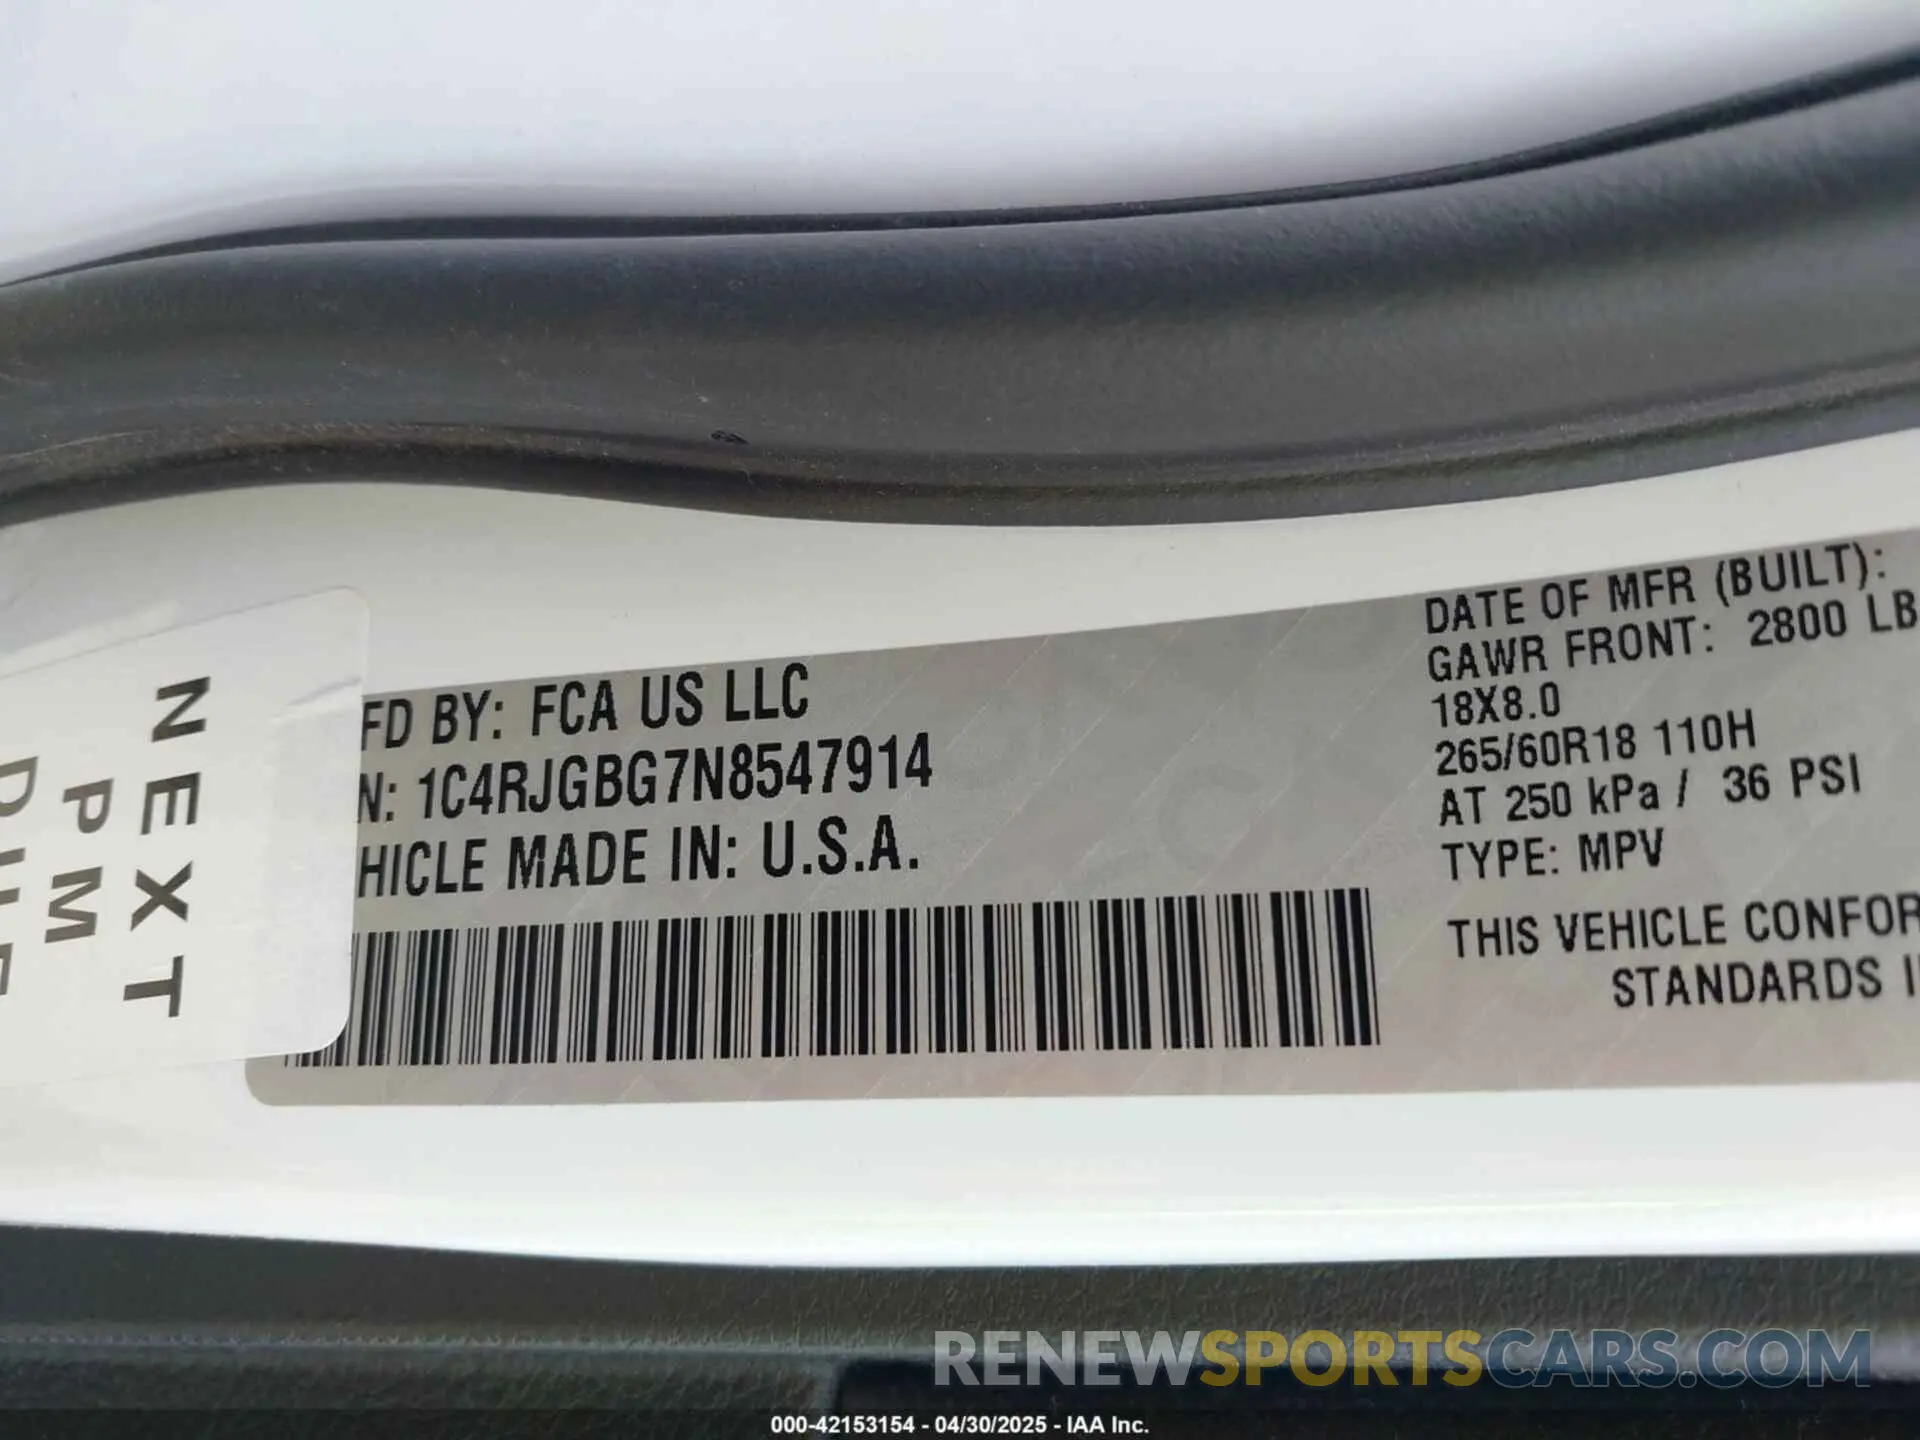 NEXT
PM
FD BY: FCA US LLC
N: 1C4RJGBG7N8547914
HICLE MADE IN: U.S.A.
DATE OF MFR (BUILT):
GAWR FRONT: 2800 LB
18X8.0
265/60R18 110H
AT 250 kPa / 36 PSI
TYPE: MPV
THIS VEHICLE CONFOR
STANDARDS I
RENEWSPORTSCARS.COM
000-42153154 - 04/30/2025 - IAA Inc.